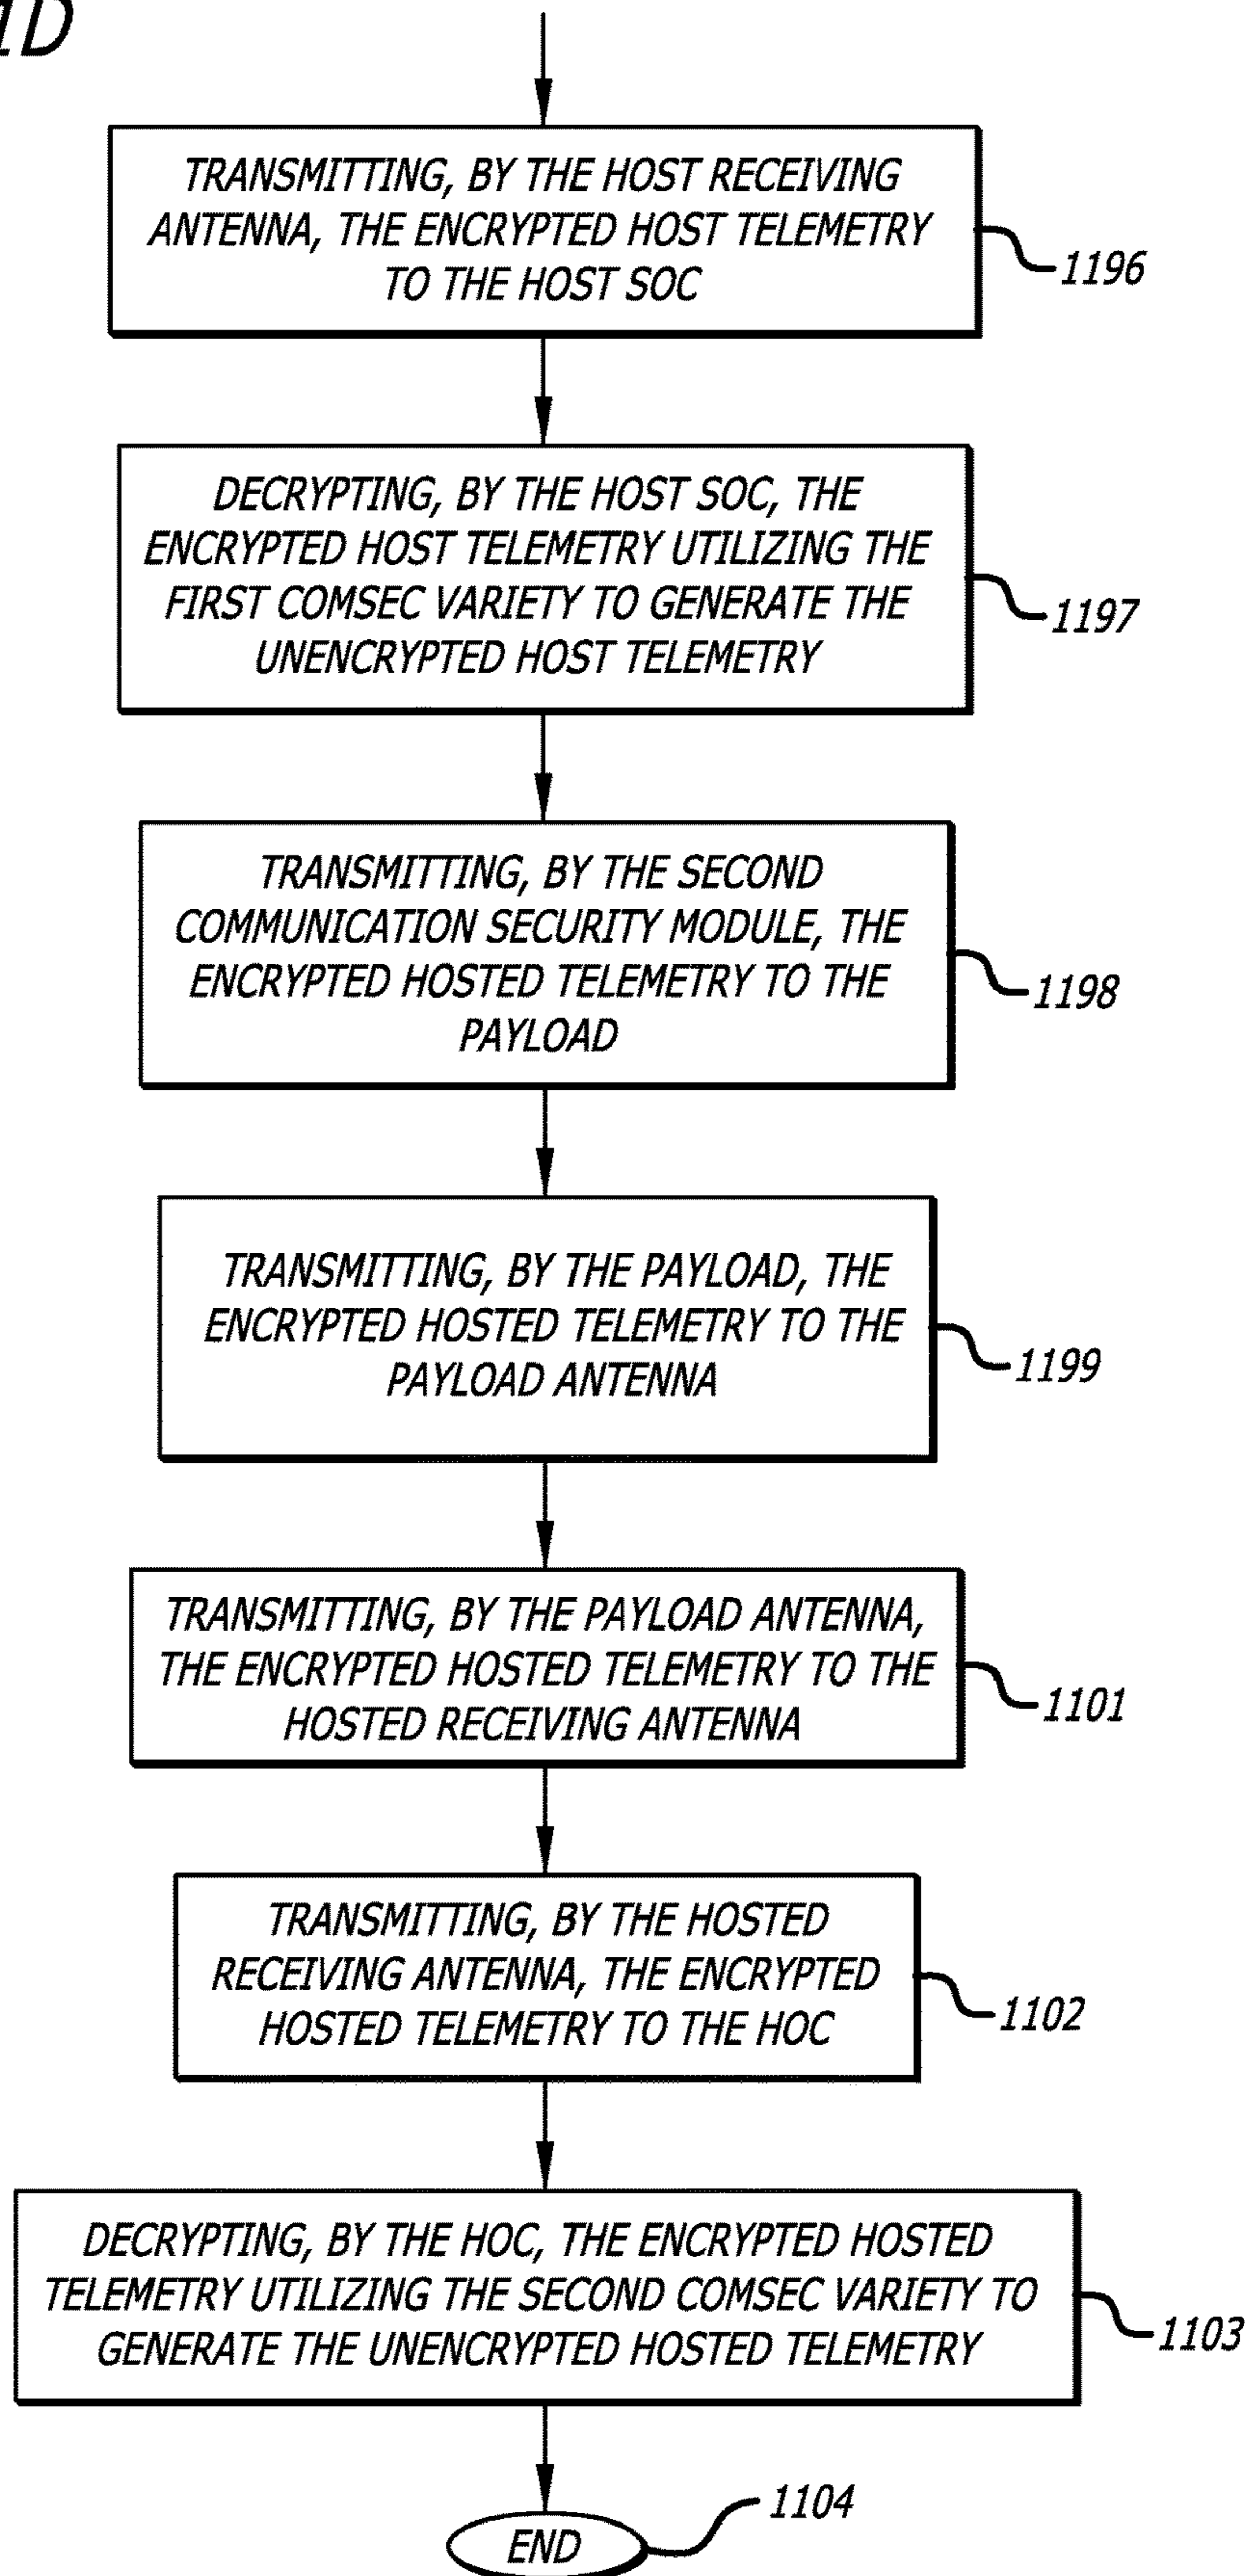 1D
TRANSMITTING, BY THE HOST RECEIVING
ANTENNA, THE ENCRYPTED HOST TELEMETRY
TO THE HOST SOC
1196
DECRYPTING, BY THE HOST SOC, THE
ENCRYPTED HOST TELEMETRY UTILIZING THE
FIRST COMSEC VARIETY TO GENERATE THE
UNENCRYPTED HOST TELEMETRY
1197
TRANSMITTING, BY THE SECOND
COMMUNICATION SECURITY MODULE, THE
ENCRYPTED HOSTED TELEMETRY TO THE
PAYLOAD
1198
TRANSMITTING, BY THE PAYLOAD, THE
ENCRYPTED HOSTED TELEMETRY TO THE
PAYLOAD ANTENNA
1199
TRANSMITTING, BY THE PAYLOAD ANTENNA,
THE ENCRYPTED HOSTED TELEMETRY TO THE
HOSTED RECEIVING ANTENNA
1101
TRANSMITTING, BY THE HOSTED
RECEIVING ANTENNA, THE ENCRYPTED
HOSTED TELEMETRY TO THE HOC
1102
DECRYPTING, BY THE HOC, THE ENCRYPTED HOSTED
TELEMETRY UTILIZING THE SECOND COMSEC VARIETY TO
GENERATE THE UNENCRYPTED HOSTED TELEMETRY
1103
END
1104